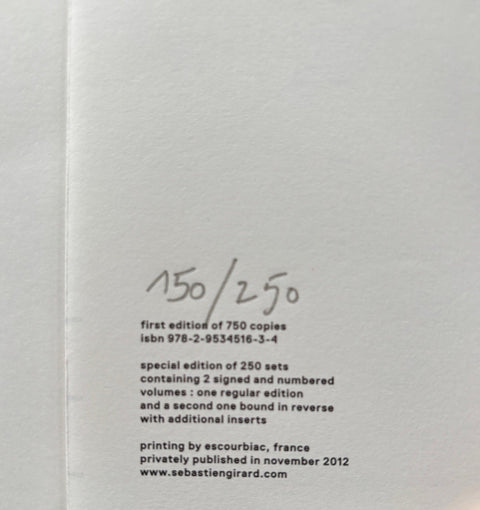 150/250
first edition of 750 copies
isbn 978-2-9534516-3-4
special edition of 250 sets
containing 2 signed and numbered
volumes : one regular edition
and a second one bound in reverse
with additional inserts
printing by escourbiac, france
privately published in november 2012
www.sebastiengirard.com